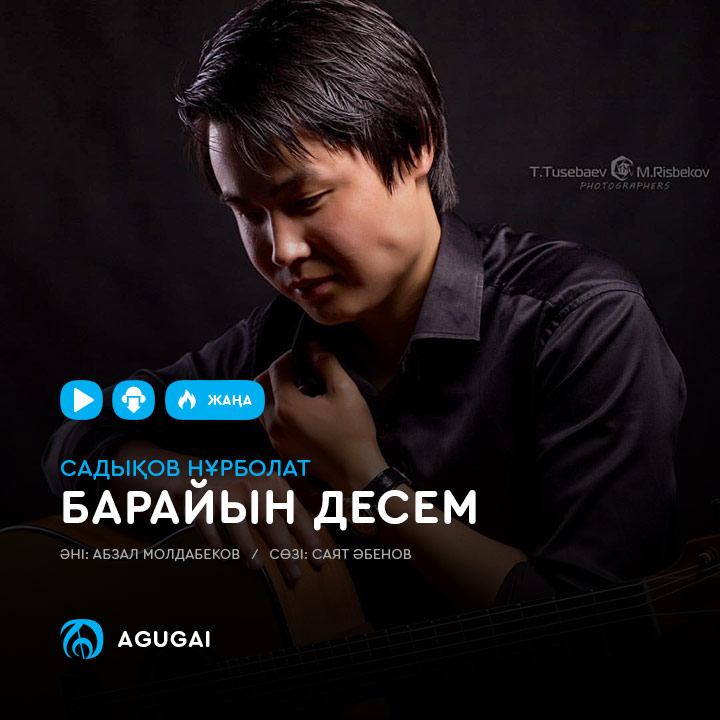 T.Tusebaev M.Risbekov
PHOTOGRAPHERS
ЖАҢА
САДЫҚОВ НҰРБОЛАТ
БАРАЙЫН ДЕСЕМ
ӘНІ: АБЗАЛ МОЛДАБЕКОВ / СӨЗІ: САЯТ ӘБЕНОВ
AGUGAI